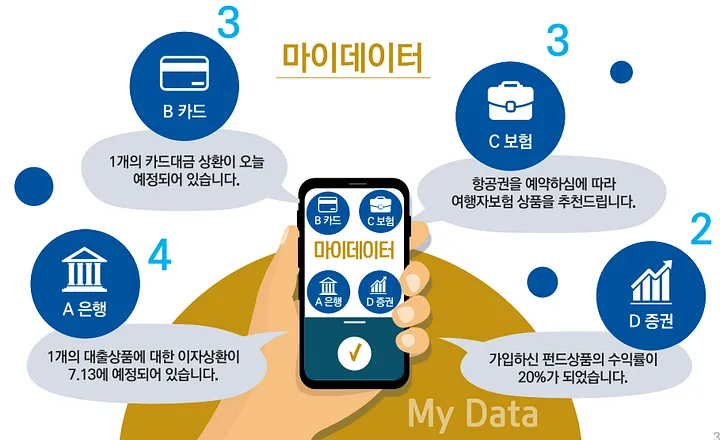 마이데이터
3
B 카드
1개의 카드대금 상환이 오늘
예정되어 있습니다.
3
C 보험
항공권을 예약하심에 따라
여행자보험 상품을 추천드립니다.
B 카드
C 보험
마이데이터
A 은행
D 증권
4
A 은행
1개의 대출상품에 대한 이자상환이
7.13에 예정되어 있습니다.
2
D 증권
가입하신 펀드상품의 수익률이
20%가 되었습니다.
My Data
3